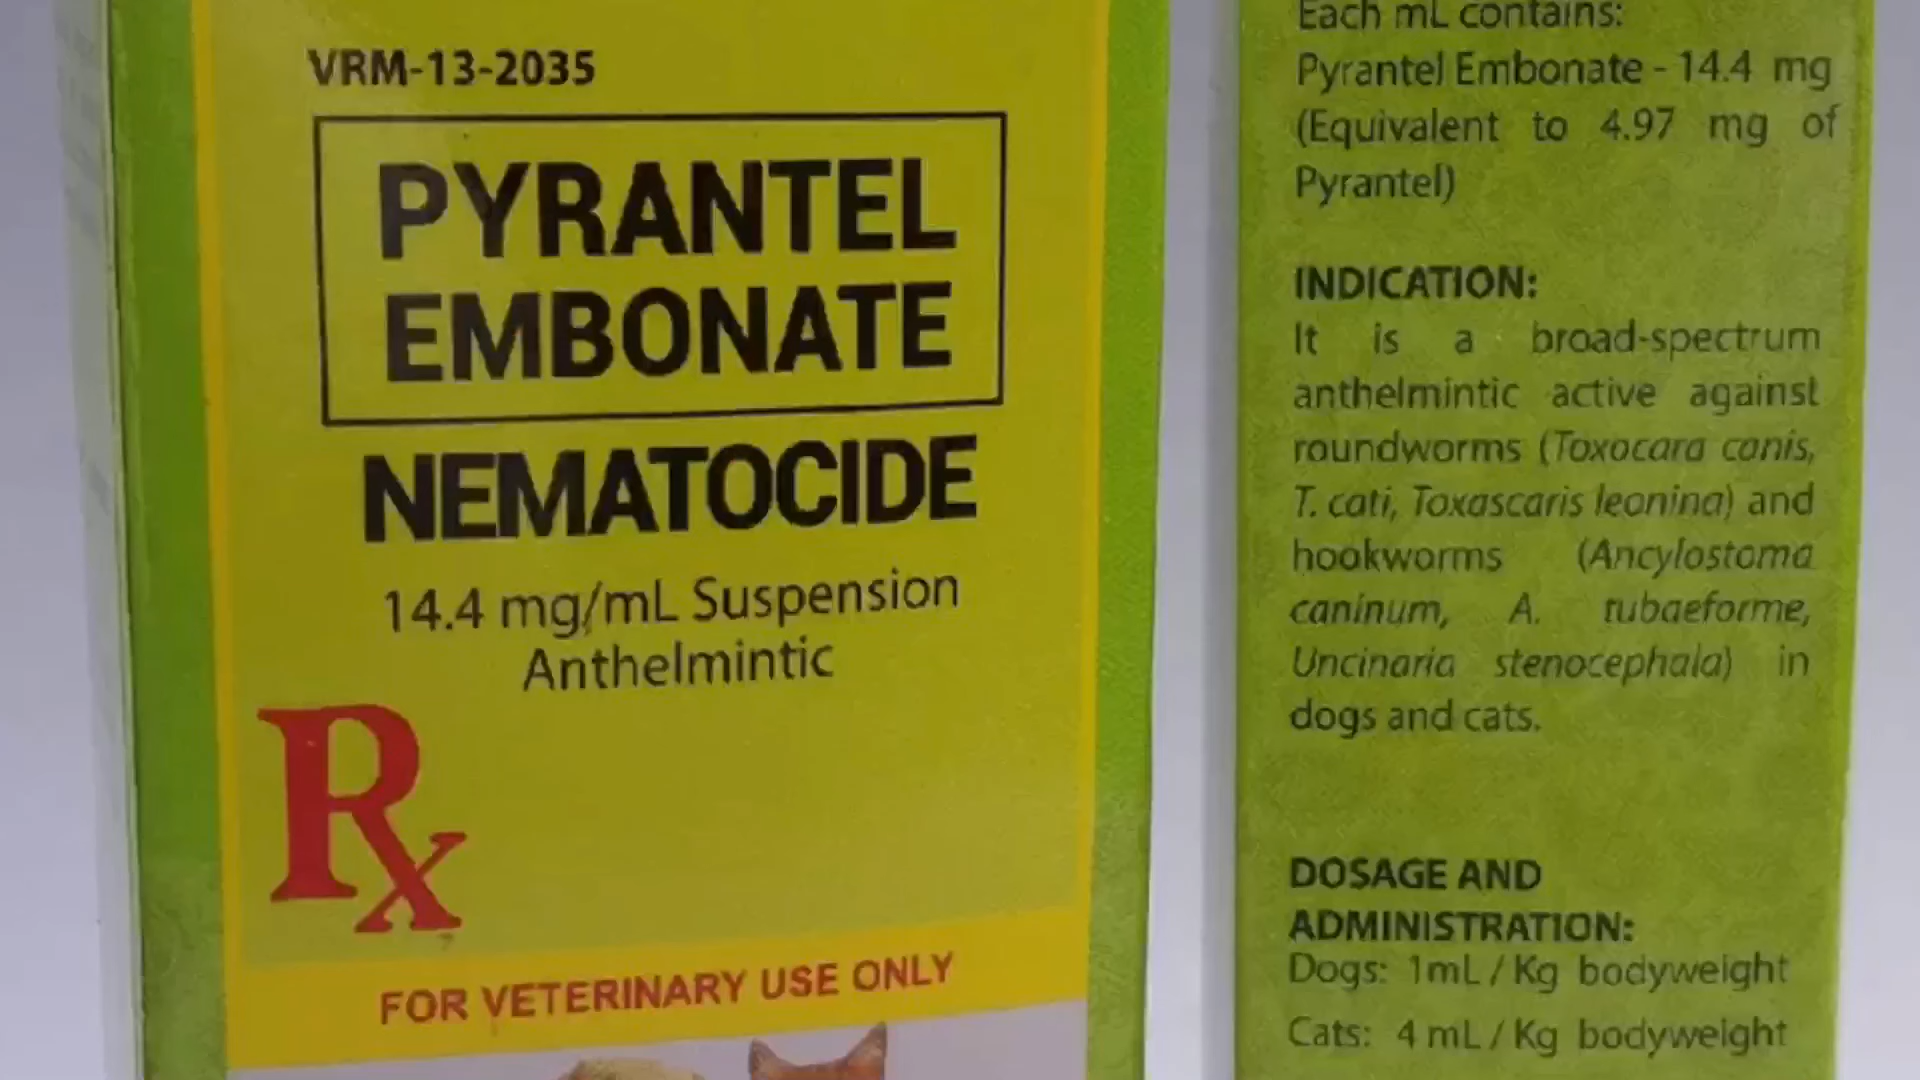 VRM-13-2035
PYRANTEL
EMBONATE
NEMATOCIDE
14.4 mg/mL Suspension
Anthelmintic
Rx
FOR VETERINARY USE ONLY
Each mL contains:
Pyrantel Embonate - 14.4 mg
(Equivalent to 4.97 mg of
Pyrantel)
INDICATION:
It is a broad-spectrum
anthelmintic active against
roundworms (Toxocara canis,
T. cati, Toxascaris leonina) and
hookworms (Ancylostoma
caninum, A. tubaeforme,
Uncinaria stenocephala) in
dogs and cats.
DOSAGE AND
ADMINISTRATION:
Dogs: 1mL / Kg bodyweight
Cats: 4 mL / Kg bodyweight